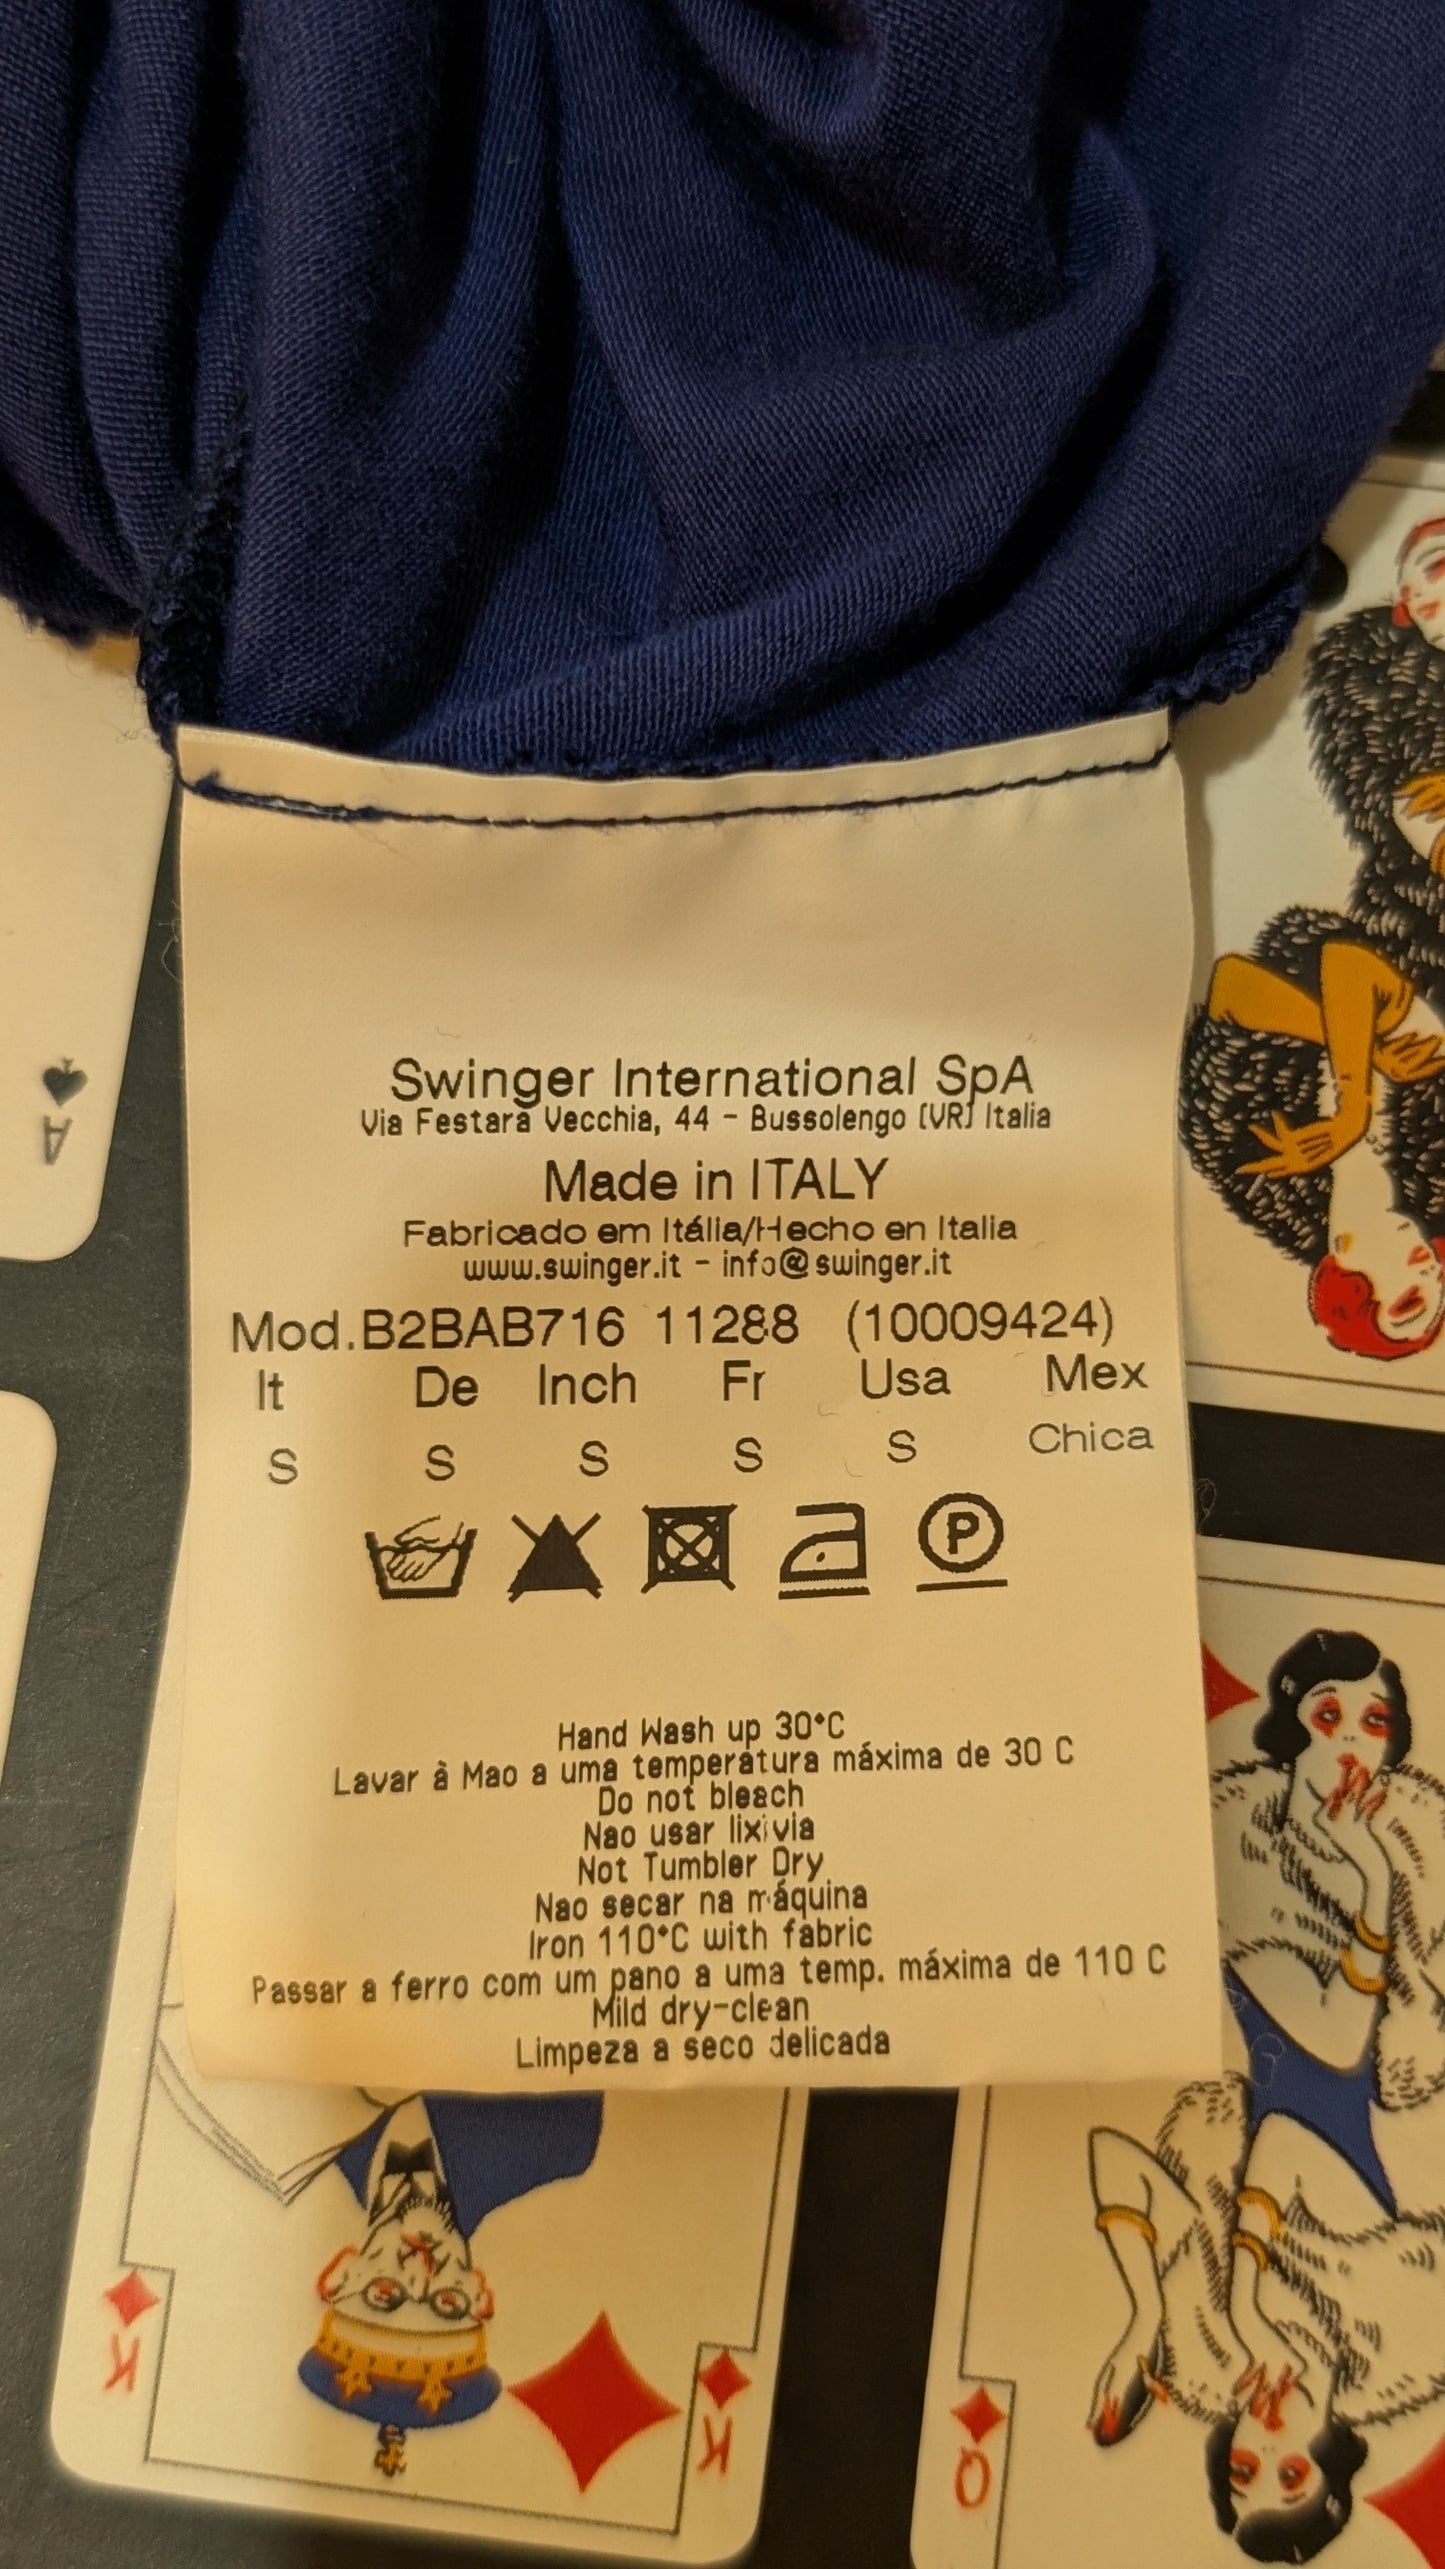 Swinger International SpA
Via Festara Vecchia, 44 - Bussolengo (VR) Italia
Made in ITALY
Fabricado em Itália/Hecho en Italia
www.swinger.it - info@swinger.it
Mod.B2BAB716 11288 (10009424)
It De Inch Fr Usa Mex
S S S S S Chica
P
Hand Wash up 30°C
Lavar à Mao a uma temperatura máxima de 30 C
Do not bleach
Nao usar lixivia
Not Tumbler Dry
Nao secar na máquina
Iron 110°C with fabric
Passar a ferro com um pano a uma temp. máxima de 110 C
Mild dry-clean
Limpeza a seco delicada
A
K
K
Q